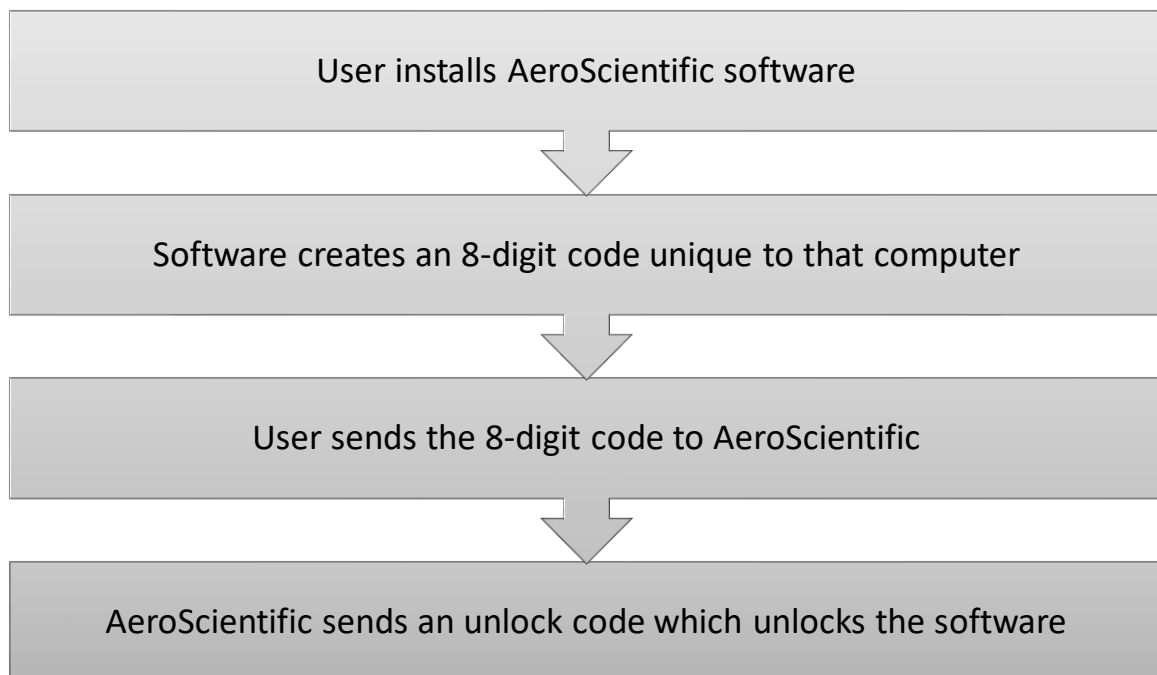 User installs AeroScientific software
Software creates an 8-digit code unique to that computer
User sends the 8-digit code to AeroScientific
AeroScientific sends an unlock code which unlocks the software